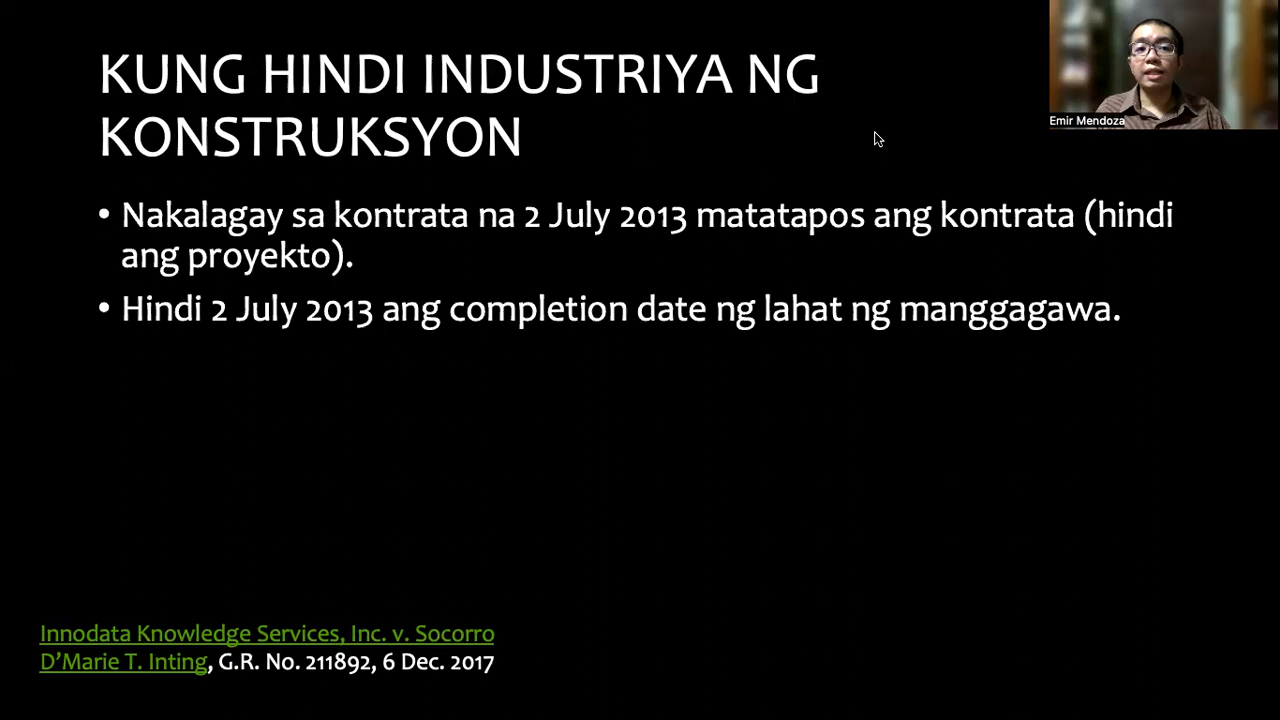 KUNG HINDI INDUSTRIYA NG
KONSTRUKSYON
Emir Mendoza
• Nakalagay sa kontrata na 2 July 2013 matatapos ang kontrata (hindi
ang proyekto).
• Hindi 2 July 2013 ang completion date ng lahat ng manggagawa.
Innodata Knowledge Services, Inc. v. Socorro
D’Marie T. Inting, G.R. No. 211892, 6 Dec. 2017